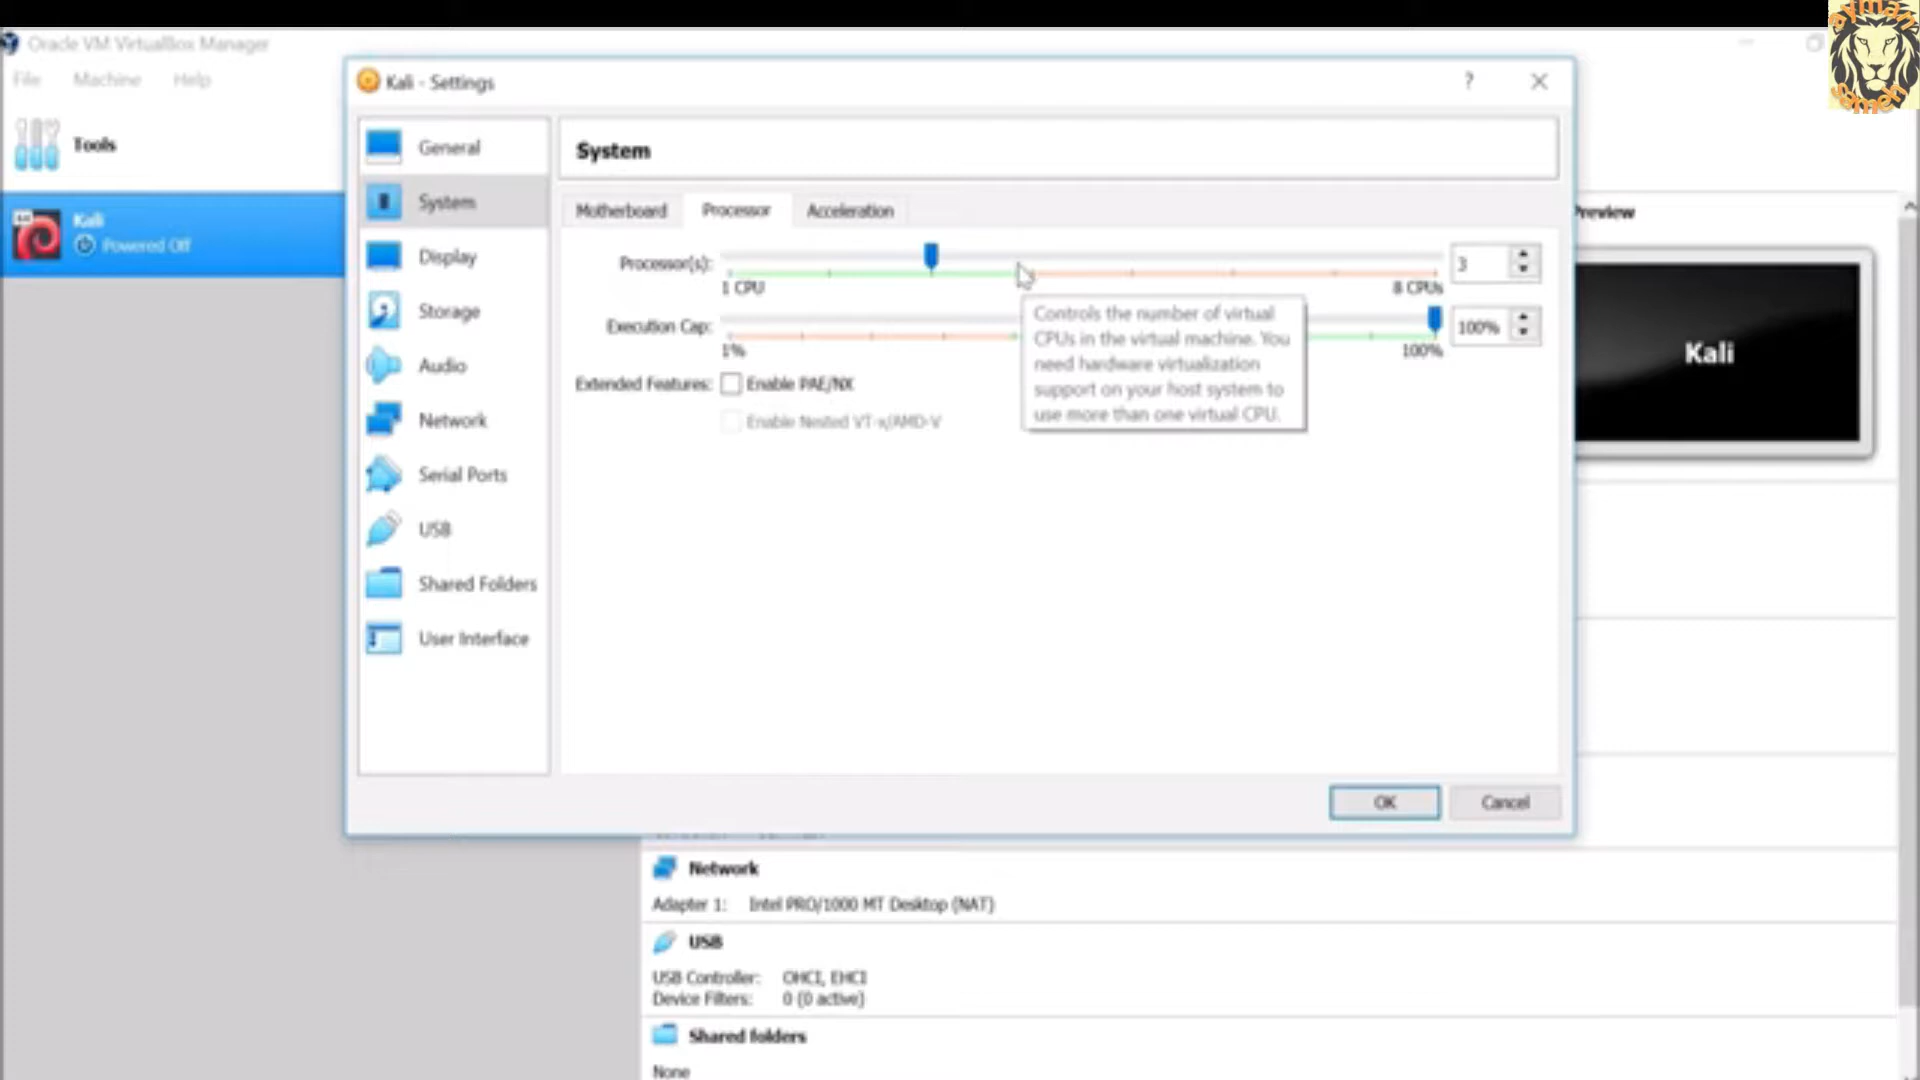 Oracle VM VirtualBox Manager
File Machine Help
Tools
Kali
Powered Off
Kali - Settings
?
General
System
Display
Storage
Audio
Network
Serial Ports
USB
Shared Folders
User Interface
System
Motherboard Processor Acceleration
Processor(s): 3
1 CPU 8 CPUs
Execution Cap: 100%
1% 100%
Extended Features: Enable PAE/NX
Enable Nested VT-x/AMD-V
Controls the number of virtual
CPUs in the virtual machine. You
need hardware virtualization
support on your host system to
use more than one virtual CPU.
OK Cancel
Preview
Kali
Network
Adapter 1: Intel PRO/1000 MT Desktop (NAT)
USB
USB Controller: OHCI, EHCI
Device Filters: 0 (0 active)
Shared folders
None
ayman
sameh